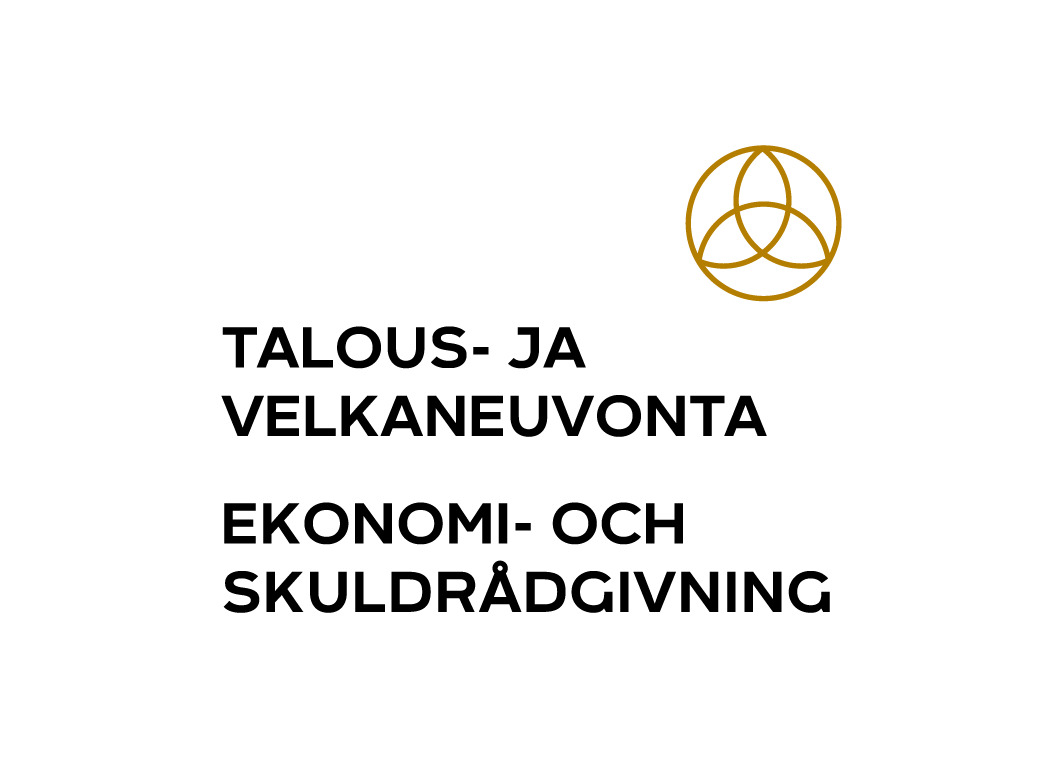 TALOUS- JA
VELKANEUVONTA
EKONOMI- OCH
SKULDRÅDGIVNING